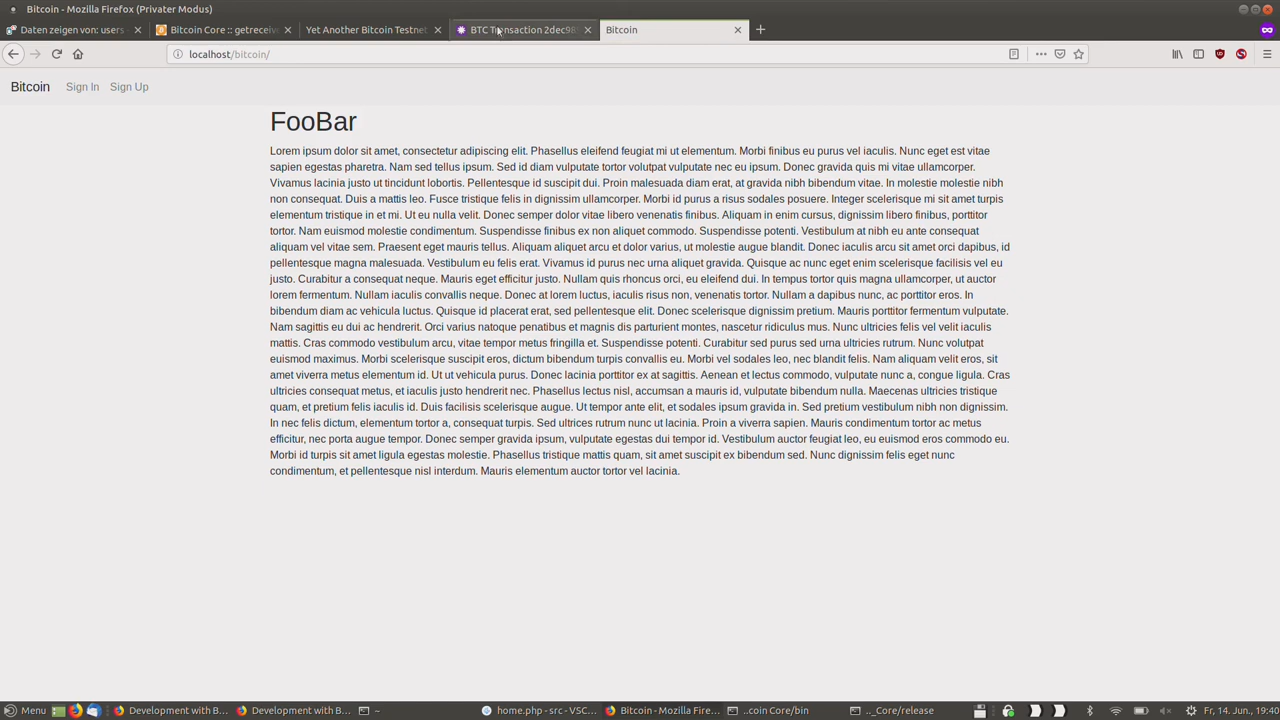 Bitcoin - Mozilla Firefox (Privater Modus)
Daten zeigen von: users
Bitcoin Core :: getreceive
Yet Another Bitcoin Testnet
BTC Transaction 2dec98
Bitcoin
localhost/bitcoin/
Bitcoin Sign In Sign Up
FooBar
Lorem ipsum dolor sit amet, consectetur adipiscing elit. Phasellus eleifend feugiat mi ut elementum. Morbi finibus eu purus vel iaculis. Nunc eget est vitae
sapien egestas pharetra. Nam sed tellus ipsum. Sed id diam vulputate tortor volutpat vulputate nec eu ipsum. Donec gravida quis mi vitae ullamcorper.
Vivamus lacinia justo ut tincidunt lobortis. Pellentesque id suscipit dui. Proin malesuada diam erat, at gravida nibh bibendum vitae. In molestie molestie nibh
non consequat. Duis a mattis leo. Fusce tristique felis in dignissim ullamcorper. Morbi id purus a risus sodales posuere. Integer scelerisque mi sit amet turpis
elementum tristique in et mi. Ut eu nulla velit. Donec semper dolor vitae libero venenatis finibus. Aliquam in enim cursus, dignissim libero finibus, porttitor
tortor. Nam euismod molestie condimentum. Suspendisse finibus ex non aliquet commodo. Suspendisse potenti. Vestibulum at nibh eu ante consequat
aliquam vel vitae sem. Praesent eget mauris tellus. Aliquam aliquet arcu et dolor varius, ut molestie augue blandit. Donec iaculis arcu sit amet orci dapibus, id
pellentesque magna malesuada. Vestibulum eu felis erat. Vivamus id purus nec urna aliquet gravida. Quisque ac nunc eget enim scelerisque facilisis vel eu
justo. Curabitur a consequat neque. Mauris eget efficitur justo. Nullam quis rhoncus orci, eu eleifend dui. In tempus tortor quis magna ullamcorper, ut auctor
lorem fermentum. Nullam iaculis convallis neque. Donec at lorem luctus, iaculis risus non, venenatis tortor. Nullam a dapibus nunc, ac porttitor eros. In
bibendum diam ac vehicula luctus. Quisque id placerat erat, sed pellentesque elit. Donec scelerisque dignissim pretium. Mauris porttitor fermentum vulputate.
Nam sagittis eu dui ac hendrerit. Orci varius natoque penatibus et magnis dis parturient montes, nascetur ridiculus mus. Nunc ultricies felis vel velit iaculis
mattis. Cras commodo vestibulum arcu, vitae tempor metus fringilla et. Suspendisse potenti. Curabitur sed purus sed urna ultricies rutrum. Nunc volutpat
euismod maximus. Morbi scelerisque suscipit eros, dictum bibendum turpis convallis eu. Morbi vel sodales leo, nec blandit felis. Nam aliquam velit eros, sit
amet viverra metus elementum id. Ut ut vehicula purus. Donec lacinia porttitor ex at sagittis. Aenean et lectus commodo, vulputate nunc a, congue ligula. Cras
ultricies consequat metus, et iaculis justo hendrerit nec. Phasellus lectus nisl, accumsan a mauris id, vulputate bibendum nulla. Maecenas ultricies tristique
quam, et pretium felis iaculis id. Duis facilisis scelerisque augue. Ut tempor ante elit, et sodales ipsum gravida in. Sed pretium vestibulum nibh non dignissim.
In nec felis dictum, elementum tortor a, consequat turpis. Sed ultrices rutrum nunc ut lacinia. Proin a viverra sapien. Mauris condimentum tortor ac metus
efficitur, nec porta augue tempor. Donec semper gravida ipsum, vulputate egestas dui tempor id. Vestibulum auctor feugiat leo, eu euismod eros commodo eu.
Morbi id turpis sit amet ligula egestas molestie. Phasellus tristique mattis quam, sit amet suscipit ex bibendum sed. Nunc dignissim felis eget nunc
condimentum, et pellentesque nisl interdum. Mauris elementum auctor tortor vel lacinia.
Menu
Development with B...
Development with B...
~
home.php - src - VSC...
Bitcoin - Mozilla Fire...
..coin Core/bin
.._Core/release
Fr, 14. Jun., 19:40